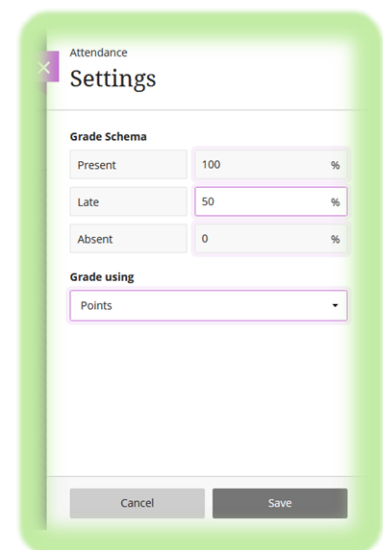 Attendance
Settings
Grade Schema
Present 100 %
Late 50 %
Absent 0 %
Grade using
Points
Cancel Save